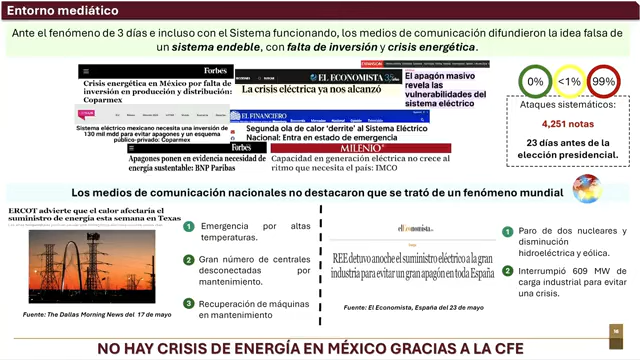 Entorno mediático
Ante el fenómeno de 3 días e incluso con el Sistema funcionando, los medios de comunicación difundieron la idea falsa de
un sistema endeble, con falta de inversión y crisis energética.
Forbes
Crisis energética en México por falta de
inversión en producción y distribución:
Coparmex
EL ECONOMISTA
La crisis eléctrica ya nos alcanzó
El apagón masivo
revela las
vulnerabilidades del
sistema eléctrico
Sistema eléctrico mexicano necesita una inversión de
130 mil mdd para evitar apagones y un esquema
público-privado: Coparmex
EL FINANCIERO
Segunda ola de calor 'derrite' al Sistema Eléctrico
Nacional: Entra en estado de emergencia
Forbes
Apagones ponen en evidencia necesidad de
energía sustentable: BNP Paribas
MILENIO
Capacidad en generación eléctrica no crece al
ritmo que necesita el país: IMCO
0%
<1%
99%
Ataques sistemáticos:
4,251 notas
23 días antes de la
elección presidencial.
Los medios de comunicación nacionales no destacaron que se trató de un fenómeno mundial
ERCOT advierte que el calor afectaría el
suministro de energía esta semana en Texas
1 Emergencia por altas
temperaturas.
2 Gran número de centrales
desconectadas por
mantenimiento.
3 Recuperación de máquinas
en mantenimiento
Fuente: The Dallas Morning News del 17 de mayo
elEconomista.es
REE detuvo anoche el suministro eléctrico a la gran
industria para evitar un gran apagón en toda España
Fuente: El Economista, España del 23 de mayo
1 Paro de dos nucleares y
disminución
hidroeléctrica y eólica.
2 Interrumpió 609 MW de
carga industrial para evitar
una crisis.
NO HAY CRISIS DE ENERGÍA EN MÉXICO GRACIAS A LA CFE